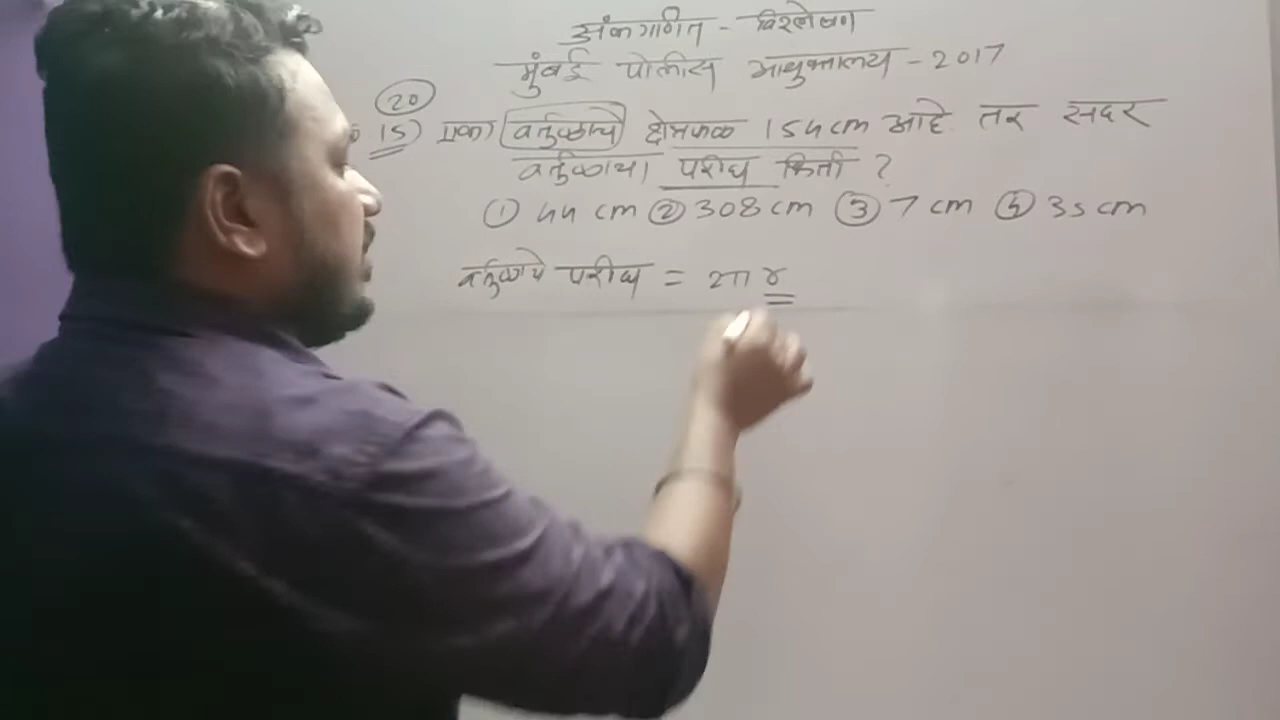 अंकगणित - विश्लेषण
मुंबई पोलीस आयुक्तालय - 2017
20
15) एका वर्तुळाचे क्षेत्रफळ 154 cm आहे. तर सदर
वर्तुळाचा परीघ किती ?
① 44 cm ② 308 cm ③ 7 cm ④ 35 cm
वर्तुळाचे परीघ = 2π r